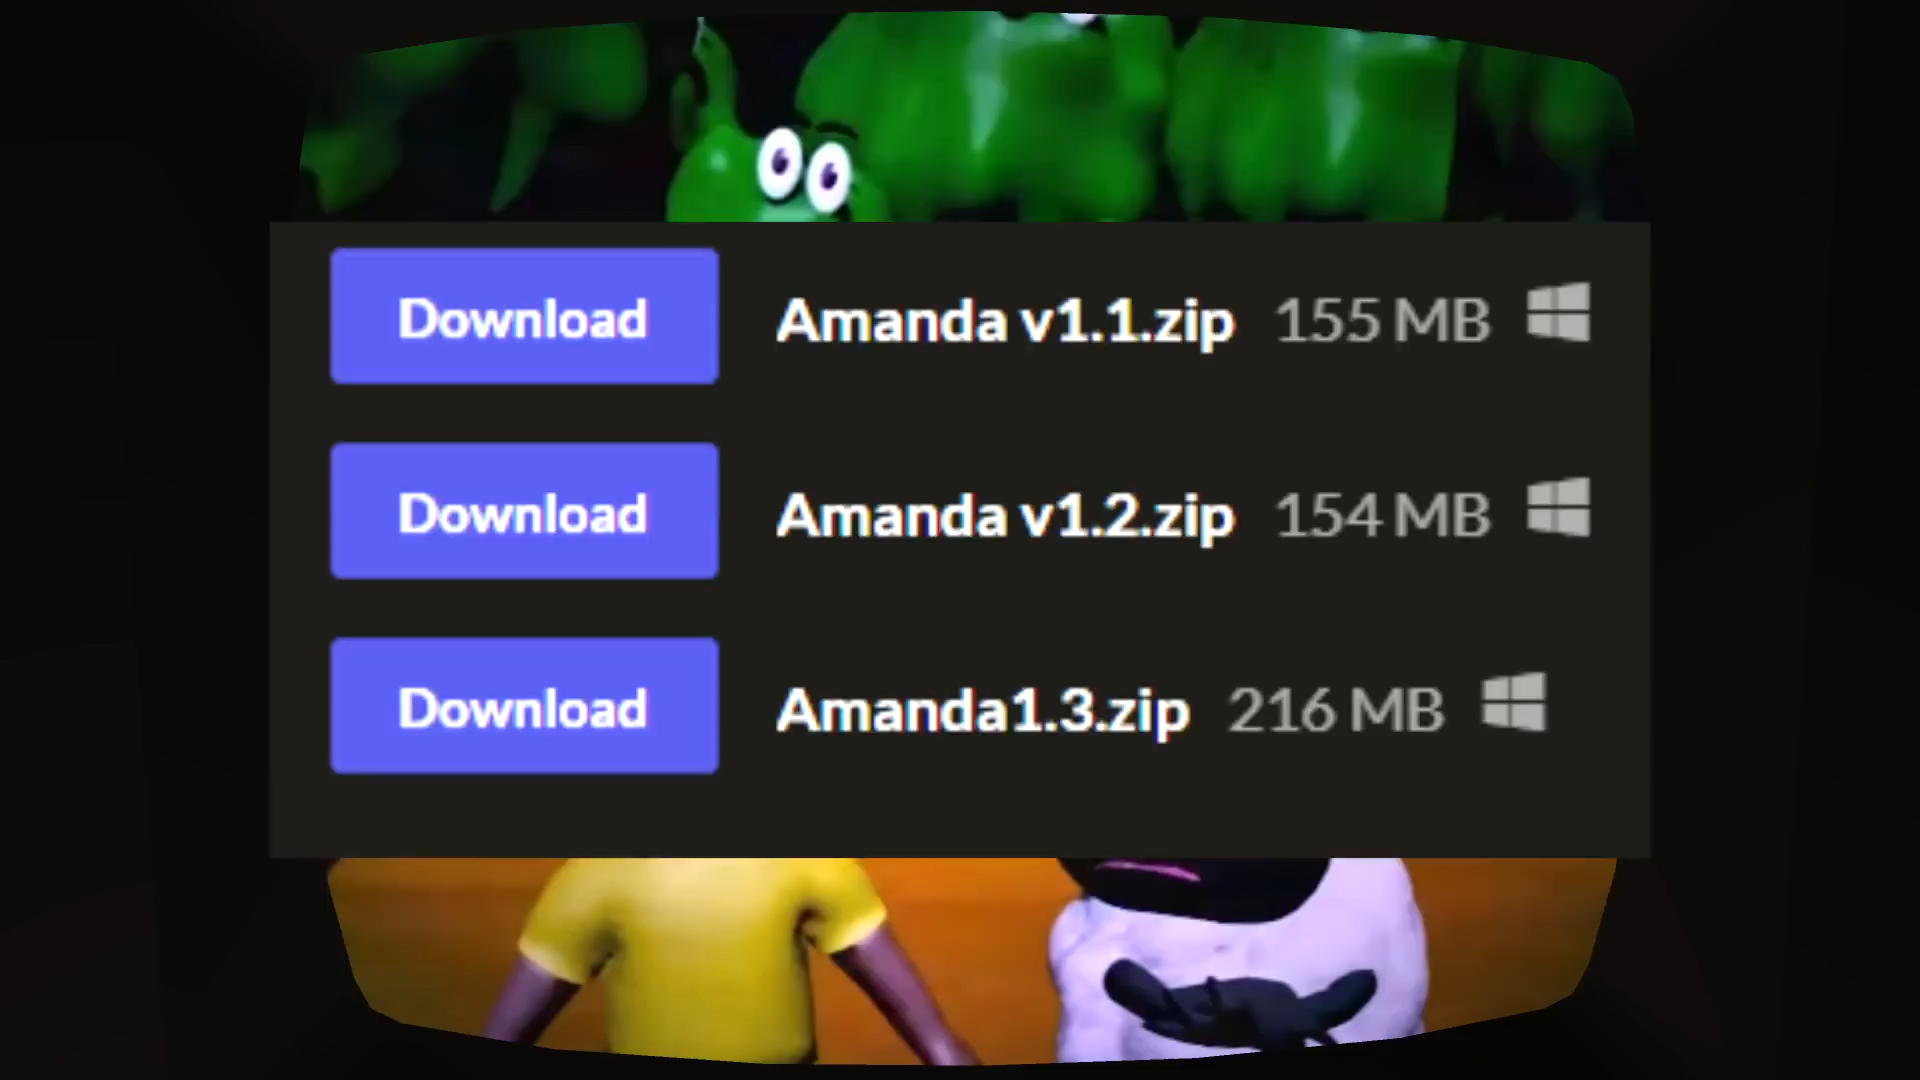 Download Amanda v1.1.zip 155 MB
Download Amanda v1.2.zip 154 MB
Download Amanda1.3.zip 216 MB